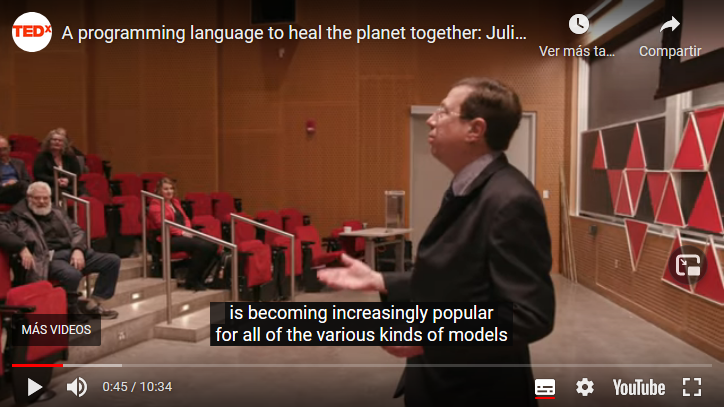 TEDx
A programming language to heal the planet together: Juli...
Ver más ta...
Compartir
is becoming increasingly popular
for all of the various kinds of models
MÁS VIDEOS
0:45 / 10:34
YouTube